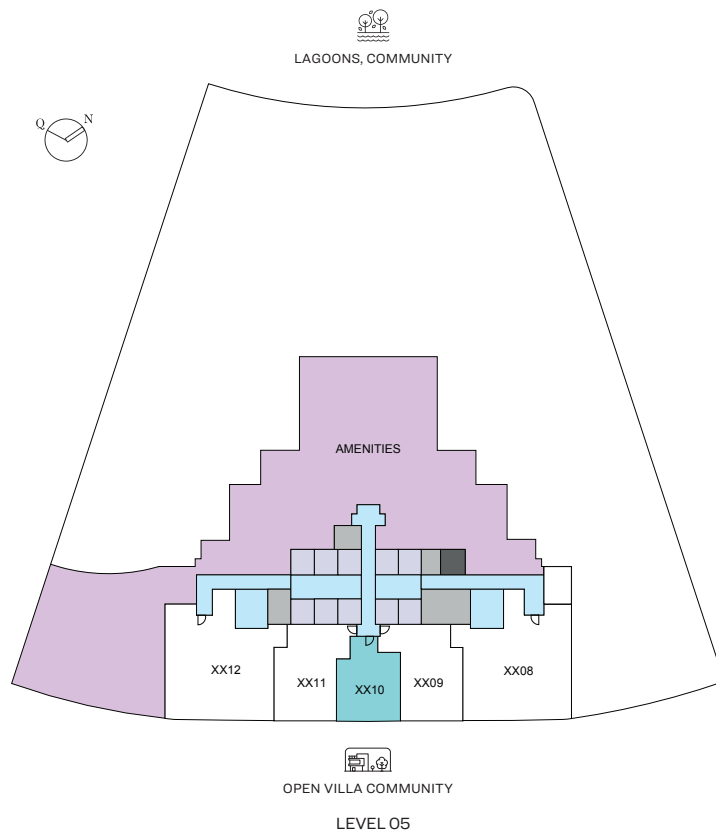 LAGOONS, COMMUNITY
Q N
AMENITIES
XX12 XX11 XX10 XX09 XX08
OPEN VILLA COMMUNITY
LEVEL 05